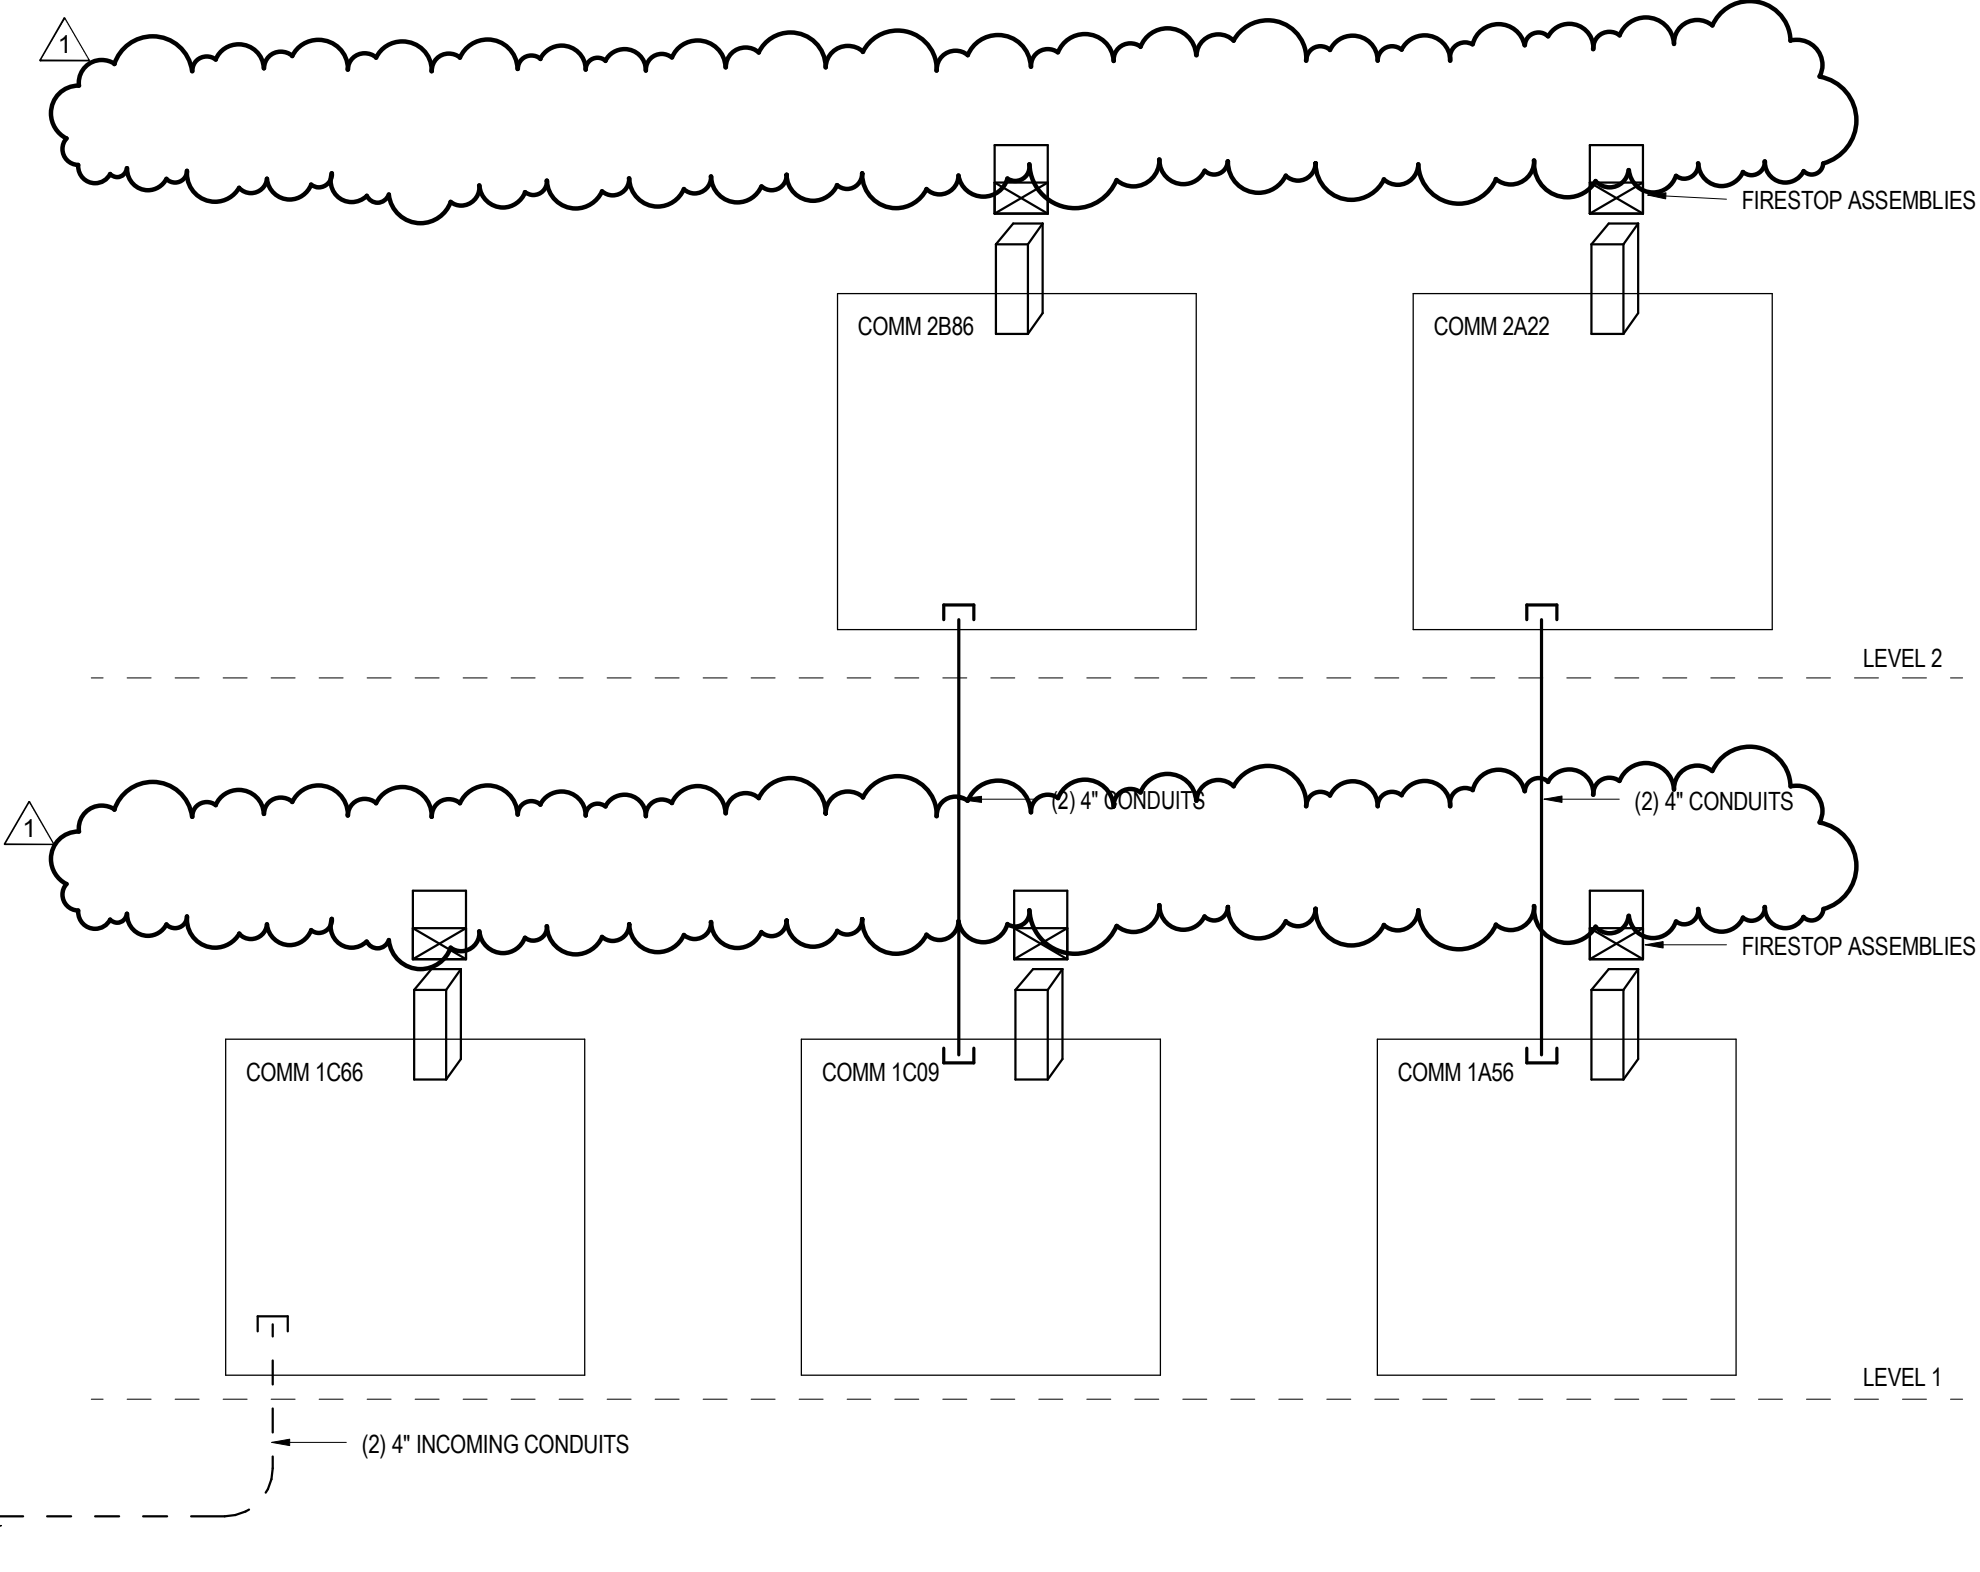 1
FIRESTOP ASSEMBLIES
COMM 2B86
COMM 2A22
LEVEL 2
(2) 4" CONDUITS
(2) 4" CONDUITS
1
FIRESTOP ASSEMBLIES
COMM 1C66
COMM 1C09
COMM 1A56
LEVEL 1
(2) 4" INCOMING CONDUITS